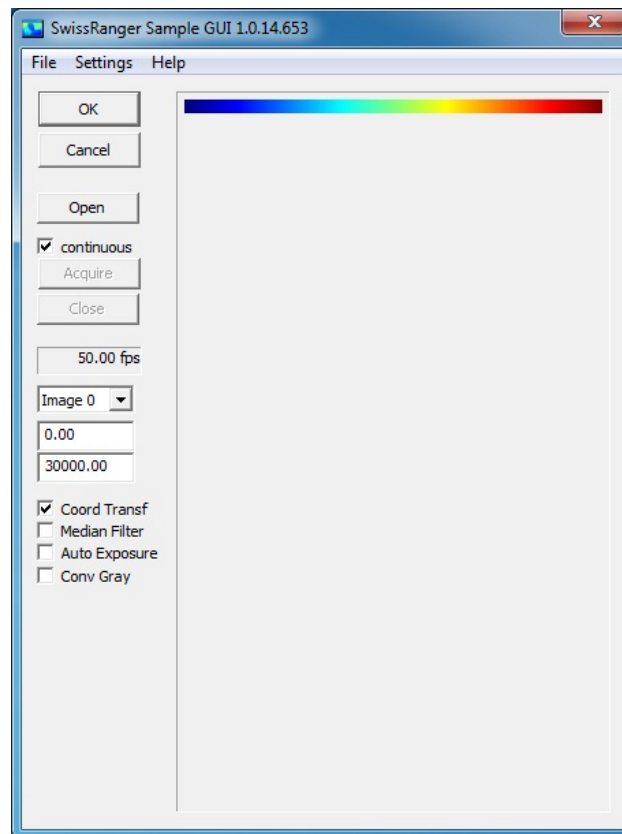 SwissRanger Sample GUI 1.0.14.653
File Settings Help
OK
Cancel
Open
continuous
Acquire
Close
50.00 fps
Image 0
0.00
30000.00
Coord Transf
Median Filter
Auto Exposure
Conv Gray